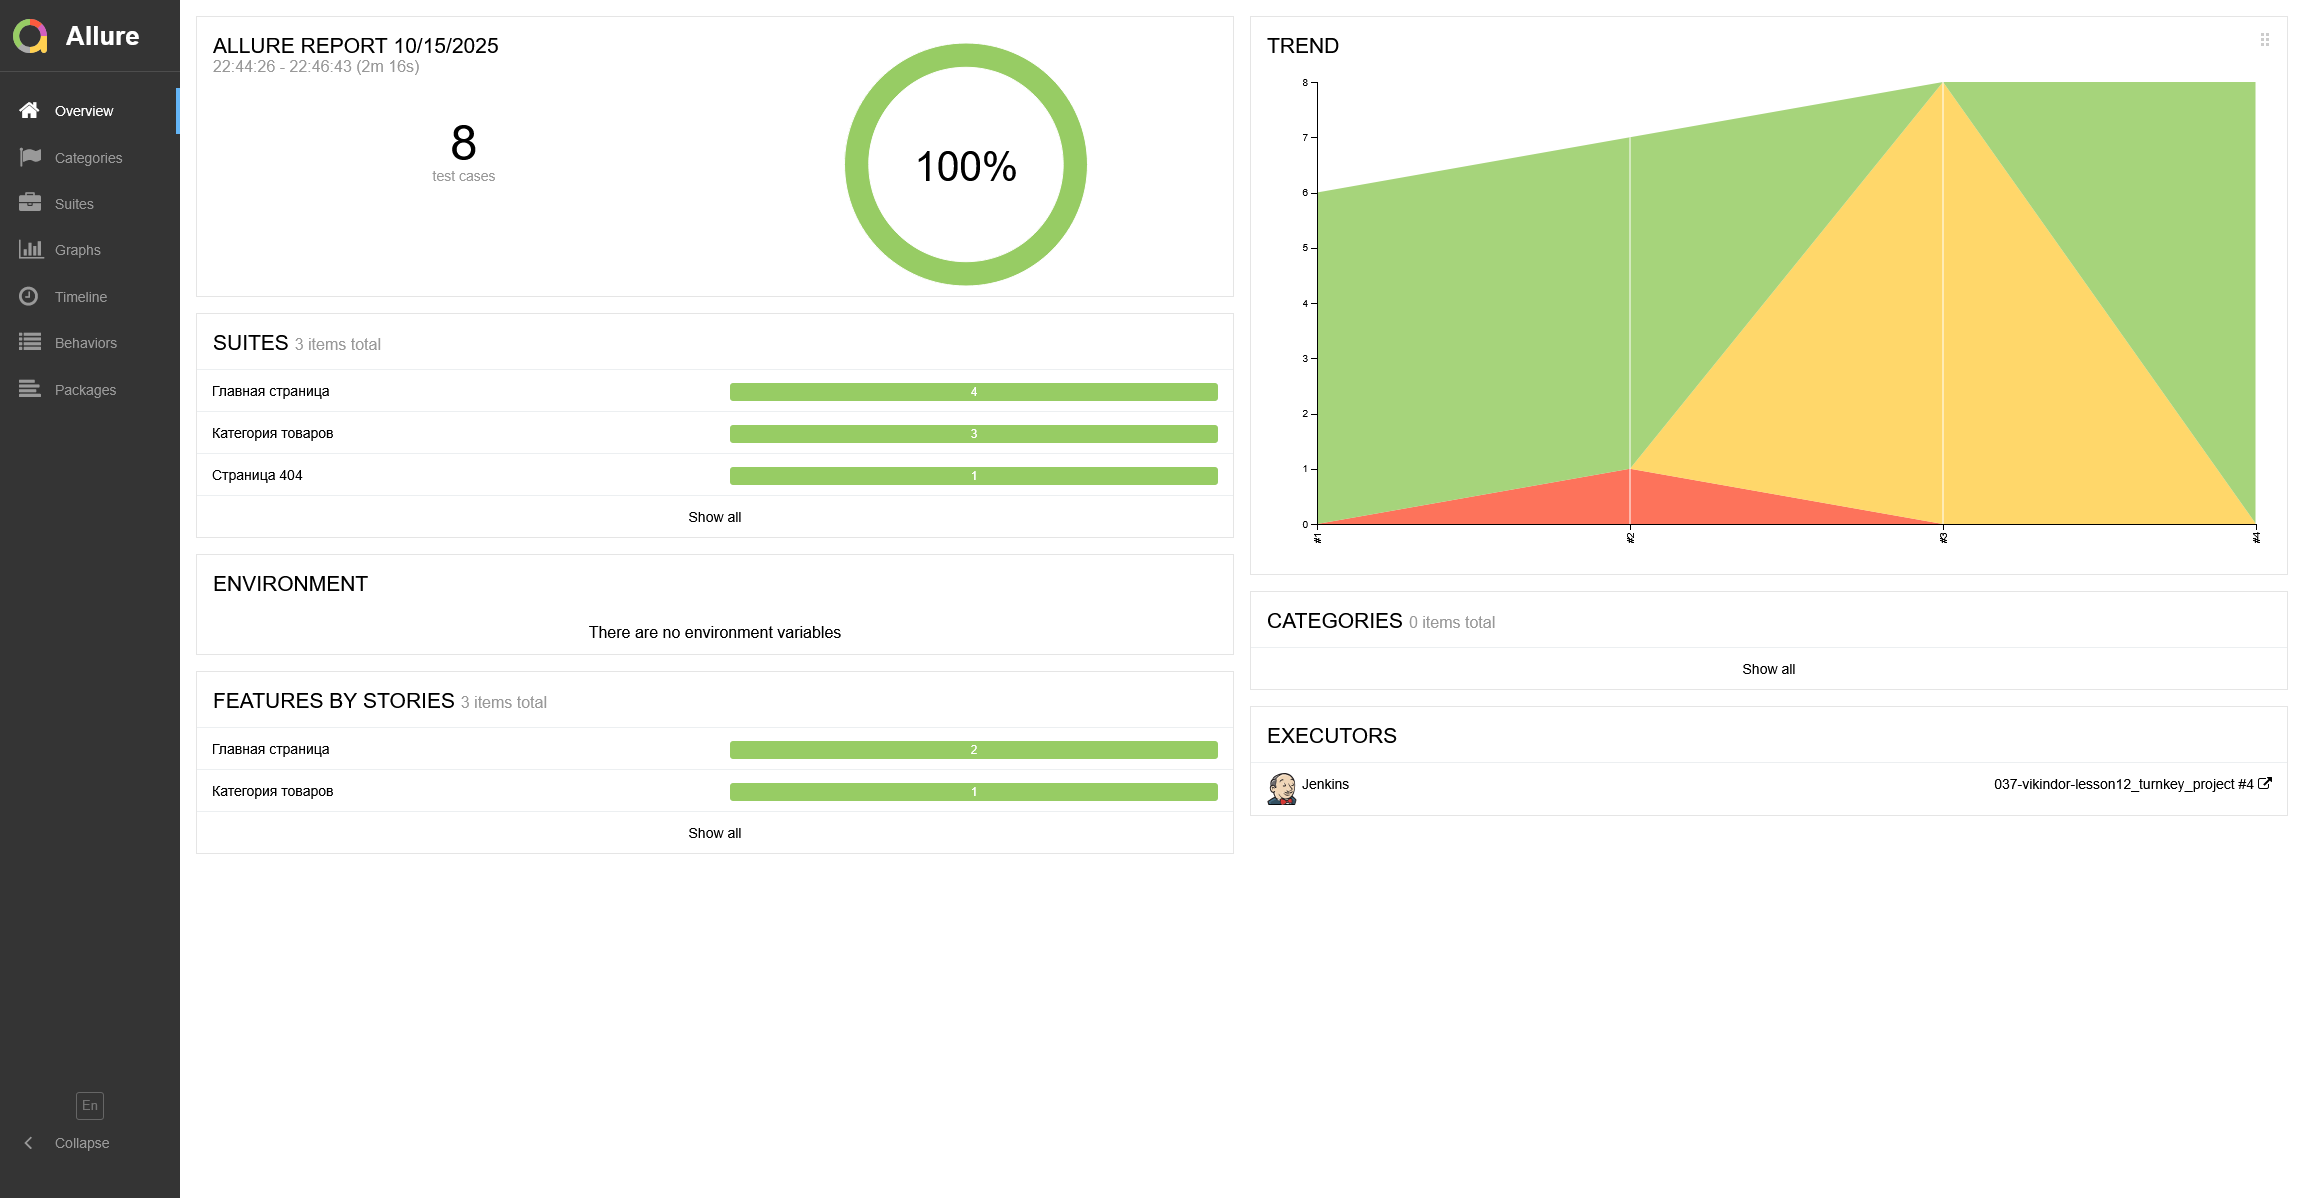 Allure
Overview
Categories
Suites
Graphs
Timeline
Behaviors
Packages
En
Collapse
ALLURE REPORT 10/15/2025
22:44:26 - 22:46:43 (2m 16s)
8
test cases
100%
SUITES 3 items total
Главная страница 4
Категория товаров 3
Страница 404 1
Show all
ENVIRONMENT
There are no environment variables
FEATURES BY STORIES 3 items total
Главная страница 2
Категория товаров 1
Show all
TREND
8
7
6
5
4
3
2
1
0
#1 #2 #3 #4
CATEGORIES 0 items total
Show all
EXECUTORS
Jenkins 037-vikindor-lesson12_turnkey_project #4